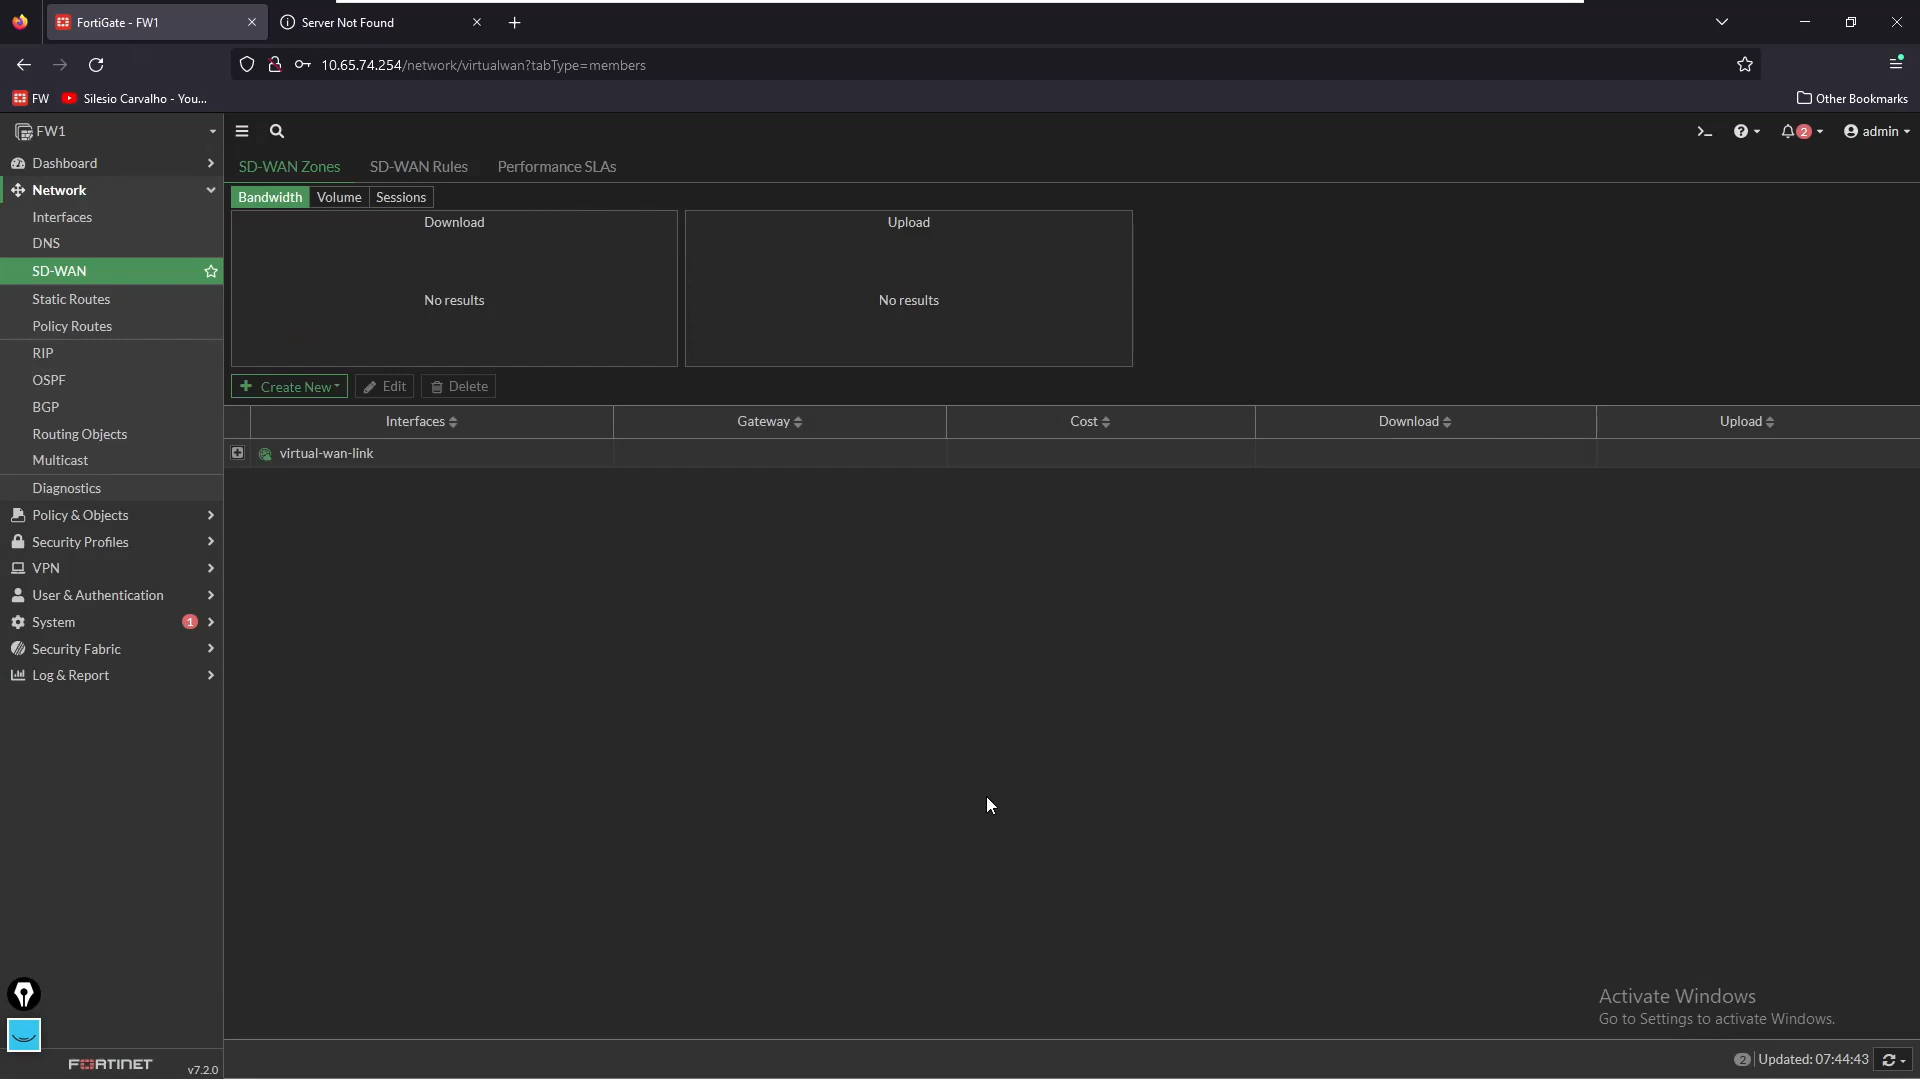 FortiGate - FW1
Server Not Found
10.65.74.254/network/virtualwan?tabType=members
FW
Silesio Carvalho - You...
Other Bookmarks
FW1
2
admin
Dashboard
Network
Interfaces
DNS
SD-WAN
Static Routes
Policy Routes
RIP
OSPF
BGP
Routing Objects
Multicast
Diagnostics
Policy & Objects
Security Profiles
VPN
User & Authentication
System 1
Security Fabric
Log & Report
SD-WAN Zones SD-WAN Rules Performance SLAs
Bandwidth Volume Sessions
Download Upload
No results No results
Create New Edit Delete
Interfaces Gateway Cost Download Upload
virtual-wan-link
Activate Windows
Go to Settings to activate Windows.
FORTINET v7.2.0
2 Updated: 07:44:43